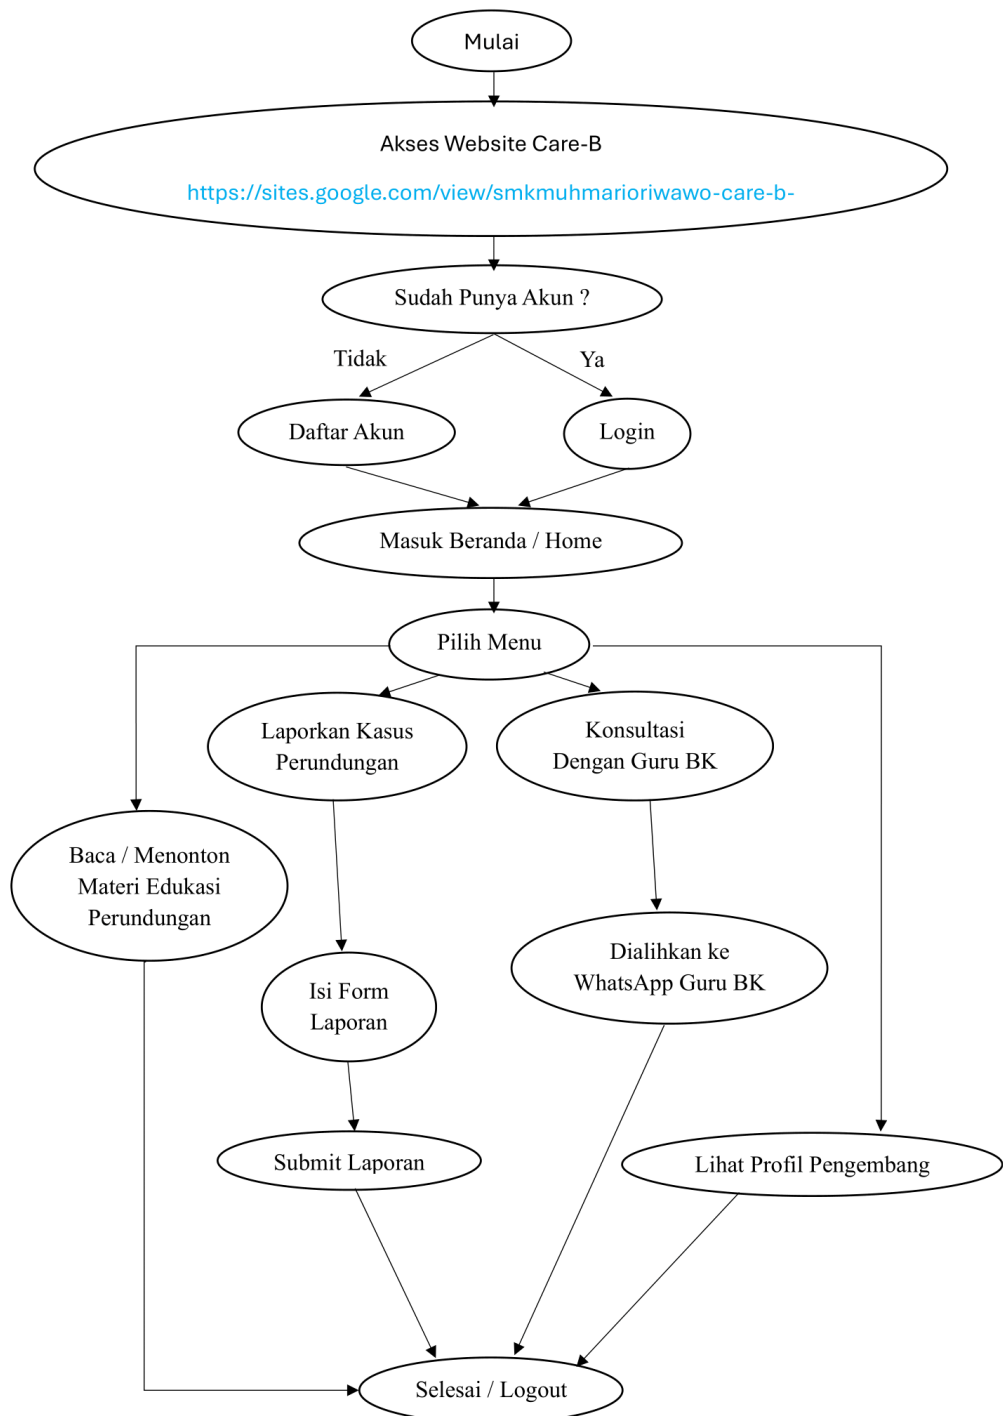 Mulai
Akses Website Care-B
https://sites.google.com/view/smkmuhmarioriwawo-care-b-
Sudah Punya Akun ?
Tidak
Ya
Daftar Akun
Login
Masuk Beranda / Home
Pilih Menu
Laporkan Kasus
Perundungan
Konsultasi
Dengan Guru BK
Baca / Menonton
Materi Edukasi
Perundungan
Dialihkan ke
WhatsApp Guru BK
Isi Form
Laporan
Submit Laporan
Lihat Profil Pengembang
Selesai / Logout